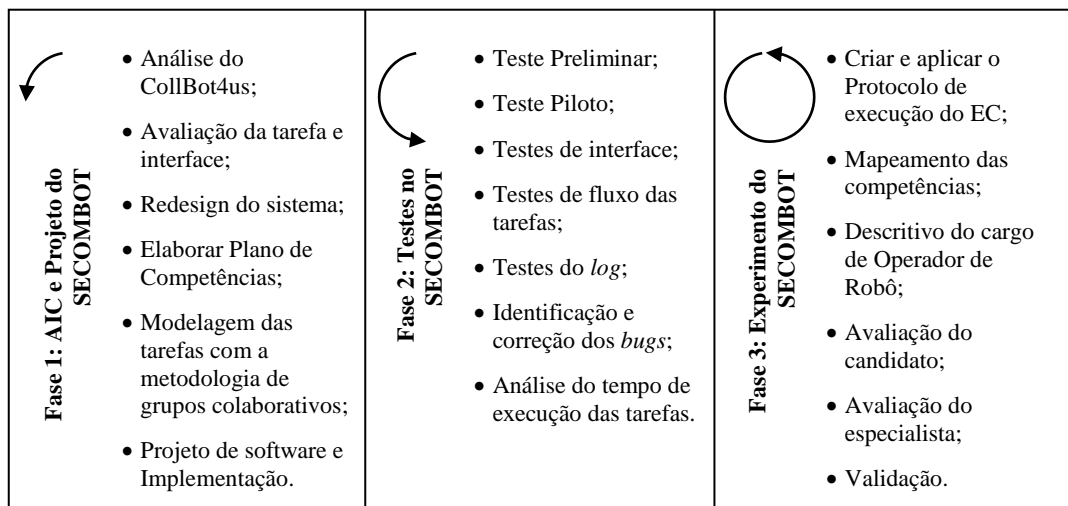 Fase 1: AIC e Projeto do
SECOMBOT
• Análise do
CollBot4us;
• Avaliação da tarefa e
interface;
• Redesign do sistema;
• Elaborar Plano de
Competências;
• Modelagem das
tarefas com a
metodologia de
grupos colaborativos;
• Projeto de software e
Implementação.
Fase 2: Testes no
SECOMBOT
• Teste Preliminar;
• Teste Piloto;
• Testes de interface;
• Testes de fluxo das
tarefas;
• Testes do log;
• Identificação e
correção dos bugs;
• Análise do tempo de
execução das tarefas.
Fase 3: Experimento do
SECOMBOT
• Criar e aplicar o
Protocolo de
execução do EC;
• Mapeamento das
competências;
• Descritivo do cargo
de Operador de
Robô;
• Avaliação do
candidato;
• Avaliação do
especialista;
• Validação.